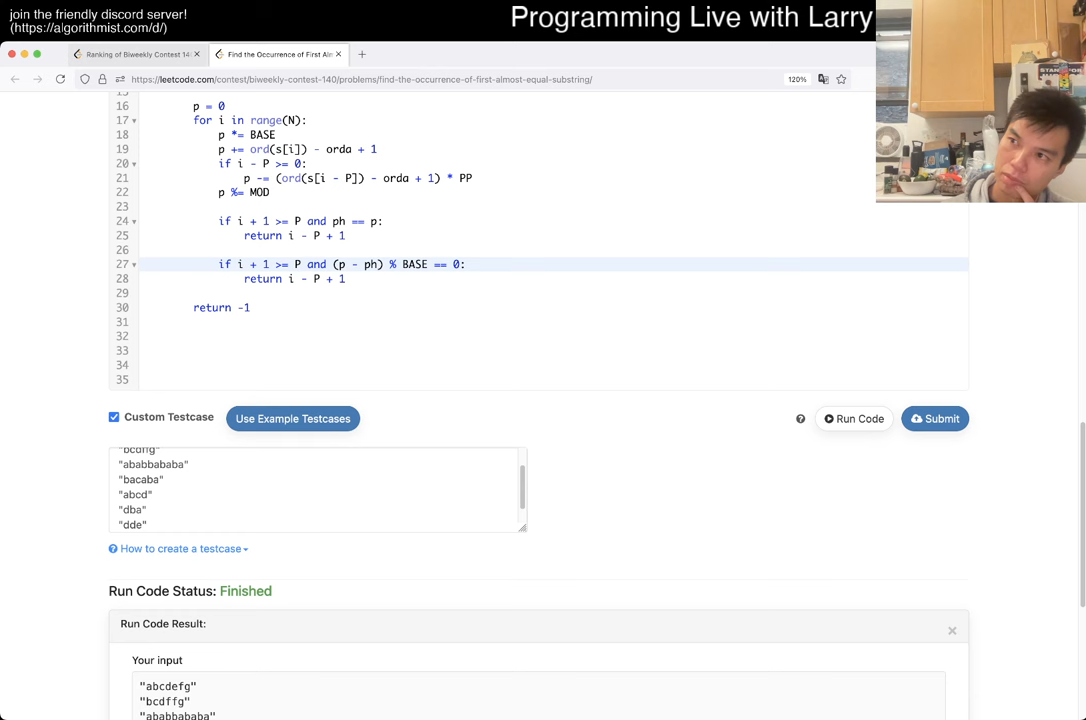 join the friendly discord server!
(https://algorithmist.com/d/)
Programming Live with Larry
Ranking of Biweekly Contest 14
Find the Occurrence of First Alm
https://leetcode.com/contest/biweekly-contest-140/problems/find-the-occurrence-of-first-almost-equal-substring/
120%
15
16 p = 0
17 for i in range(N):
18 p *= BASE
19 p += ord(s[i]) - orda + 1
20 if i - P >= 0:
21 p -= (ord(s[i - P]) - orda + 1) * PP
22 p %= MOD
23
24 if i + 1 >= P and ph == p:
25 return i - P + 1
26
27 if i + 1 >= P and (p - ph) % BASE == 0:
28 return i - P + 1
29
30 return -1
31
32
33
34
35
Custom Testcase
Use Example Testcases
Run Code
Submit
"bcdffg"
"ababbababa"
"bacaba"
"abcd"
"dba"
"dde"
How to create a testcase
Run Code Status: Finished
Run Code Result:
Your input
"abcdefg"
"bcdffg"
"ababbababa"